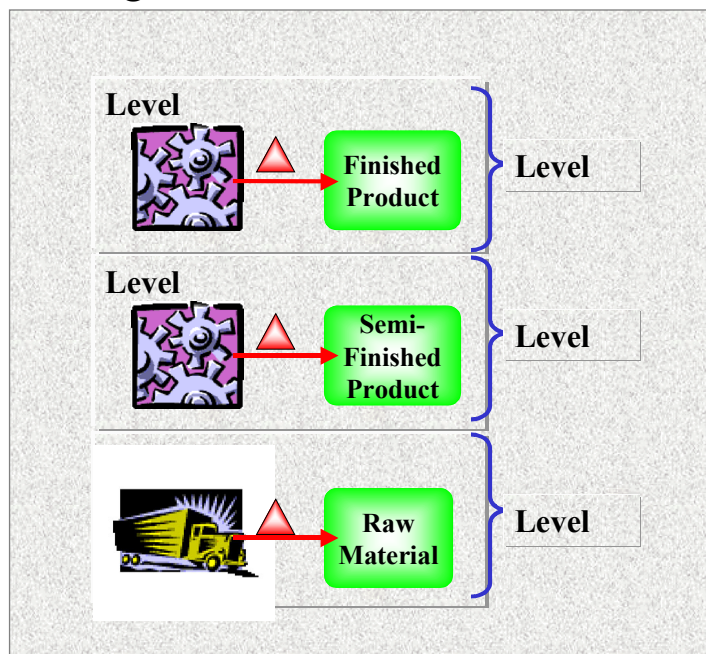 Level
Finished
Product
Level
Level
Semi-
Finished
Product
Level
Raw
Material
Level